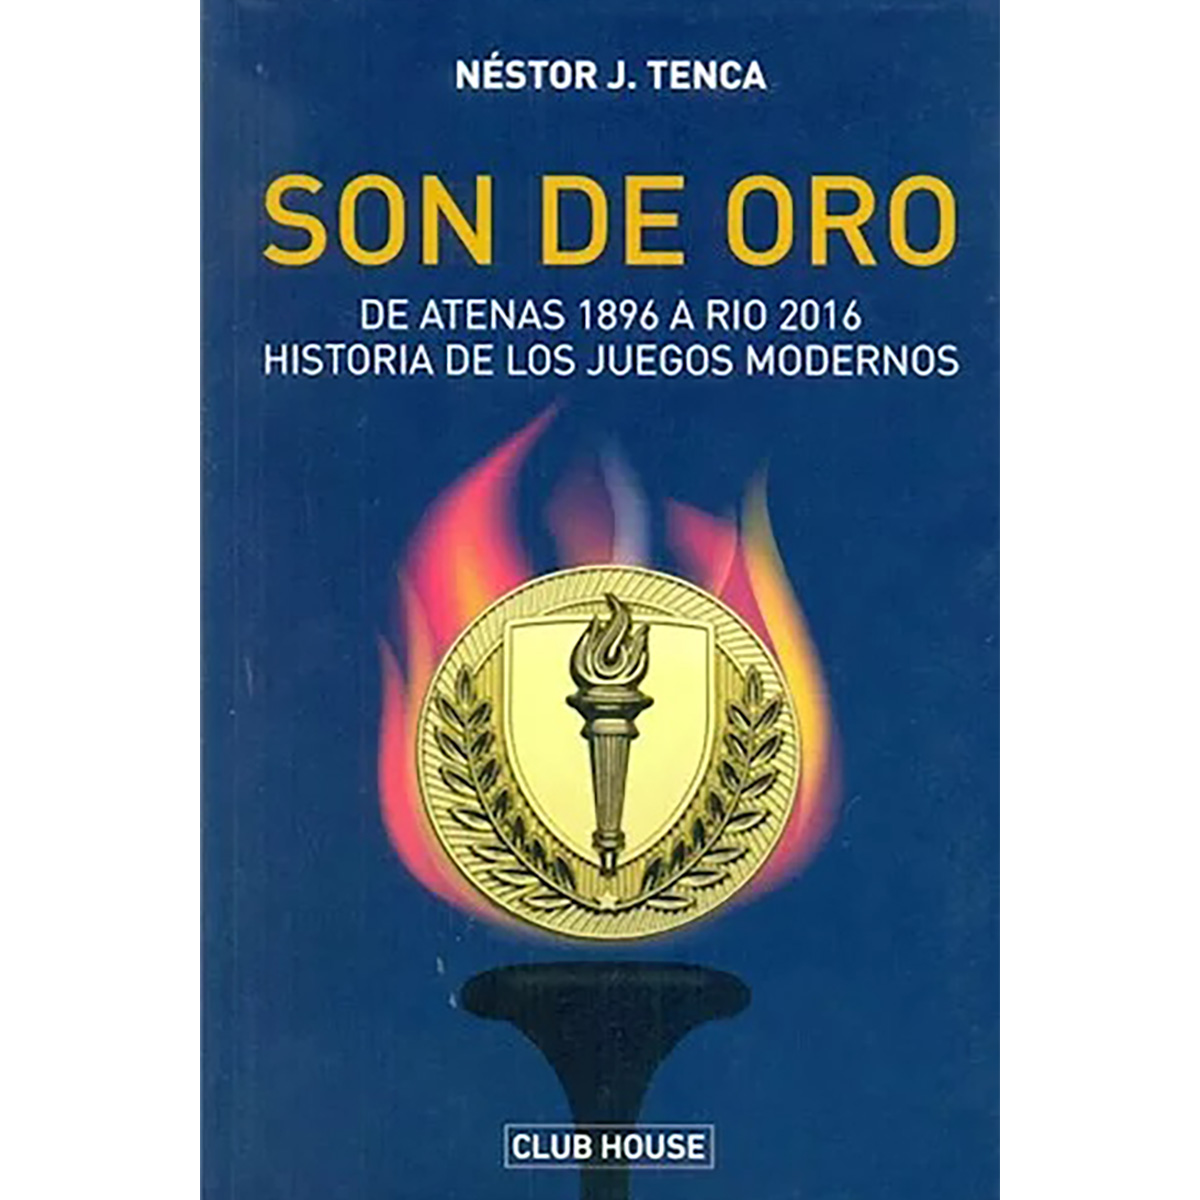 NÉSTOR J. TENCA
SON DE ORO
DE ATENAS 1896 A RIO 2016
HISTORIA DE LOS JUEGOS MODERNOS
CLUB HOUSE